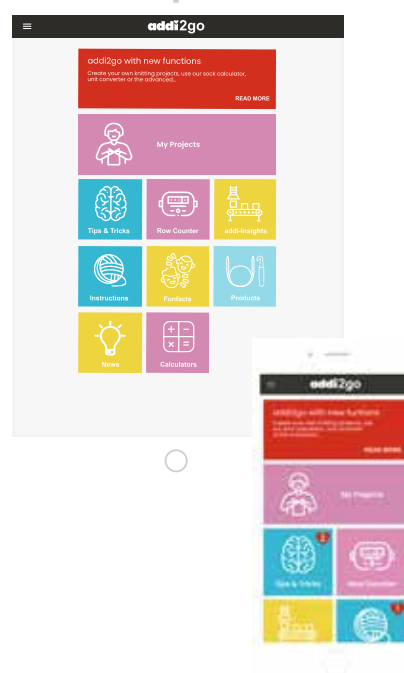 addi2go
addi2go with new functions
Create your own knitting projects, use our sock calculator,
unit converter or the advanced...
READ MORE
My Projects
Tips & Tricks
Row Counter
addi-Insights
Instructions
Funfacts
Products
News
Calculators
addi2go
addi2go with new functions
READ MORE
My Projects
Tips & Tricks
Row Counter